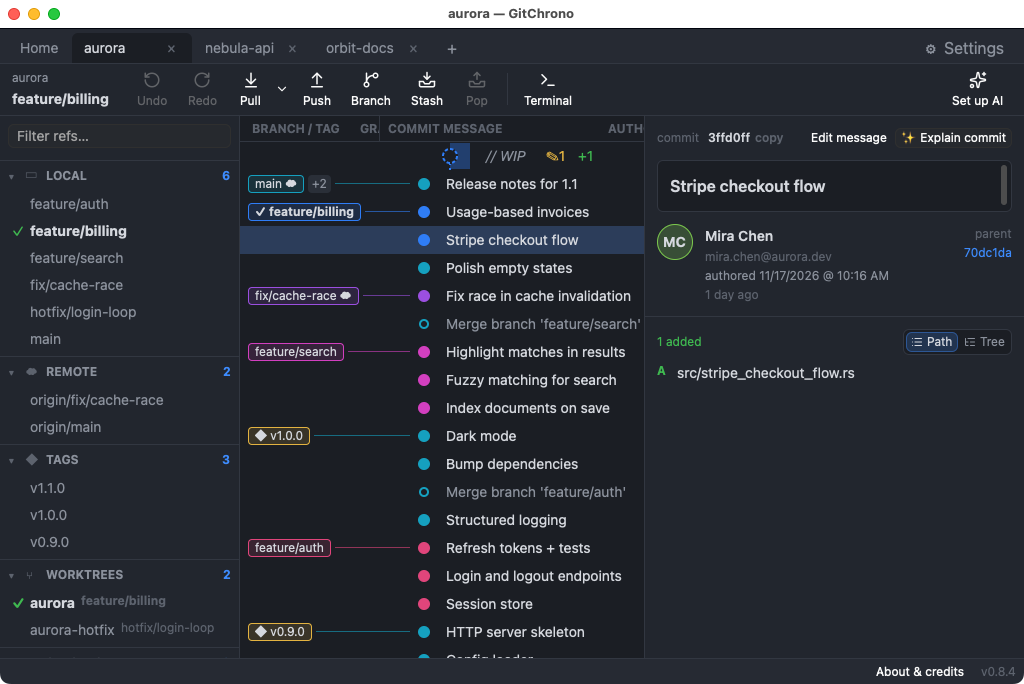 aurora — GitChrono
Home aurora × nebula-api × orbit-docs × + Settings
aurora
feature/billing
Undo Redo Pull Push Branch Stash Pop Terminal Set up AI
Filter refs...
LOCAL 6
feature/auth
feature/billing
feature/search
fix/cache-race
hotfix/login-loop
main
REMOTE 2
origin/fix/cache-race
origin/main
TAGS 3
v1.1.0
v1.0.0
v0.9.0
WORKTREES 2
aurora feature/billing
aurora-hotfix hotfix/login-loop
BRANCH / TAG GRA COMMIT MESSAGE AUTH
// WIP 1 +1
main +2 Release notes for 1.1
feature/billing Usage-based invoices
Stripe checkout flow
Polish empty states
fix/cache-race Fix race in cache invalidation
Merge branch 'feature/search'
feature/search Highlight matches in results
Fuzzy matching for search
Index documents on save
v1.0.0 Dark mode
Bump dependencies
Merge branch 'feature/auth'
Structured logging
feature/auth Refresh tokens + tests
Login and logout endpoints
Session store
v0.9.0 HTTP server skeleton
commit 3ffd0ff copy Edit message Explain commit
Stripe checkout flow
MC
Mira Chen
mira.chen@aurora.dev
authored 11/17/2026 @ 10:16 AM
1 day ago
parent
70dc1da
1 added Path Tree
A src/stripe_checkout_flow.rs
About & credits v0.8.4